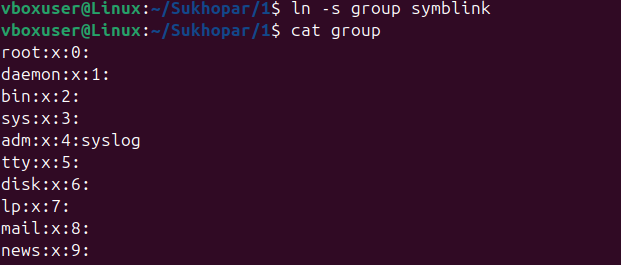 vboxuser@Linux:~/Sukhopar/1$ ln -s group symblink
vboxuser@Linux:~/Sukhopar/1$ cat group
root:x:0:
daemon:x:1:
bin:x:2:
sys:x:3:
adm:x:4:syslog
tty:x:5:
disk:x:6:
lp:x:7:
mail:x:8:
news:x:9: